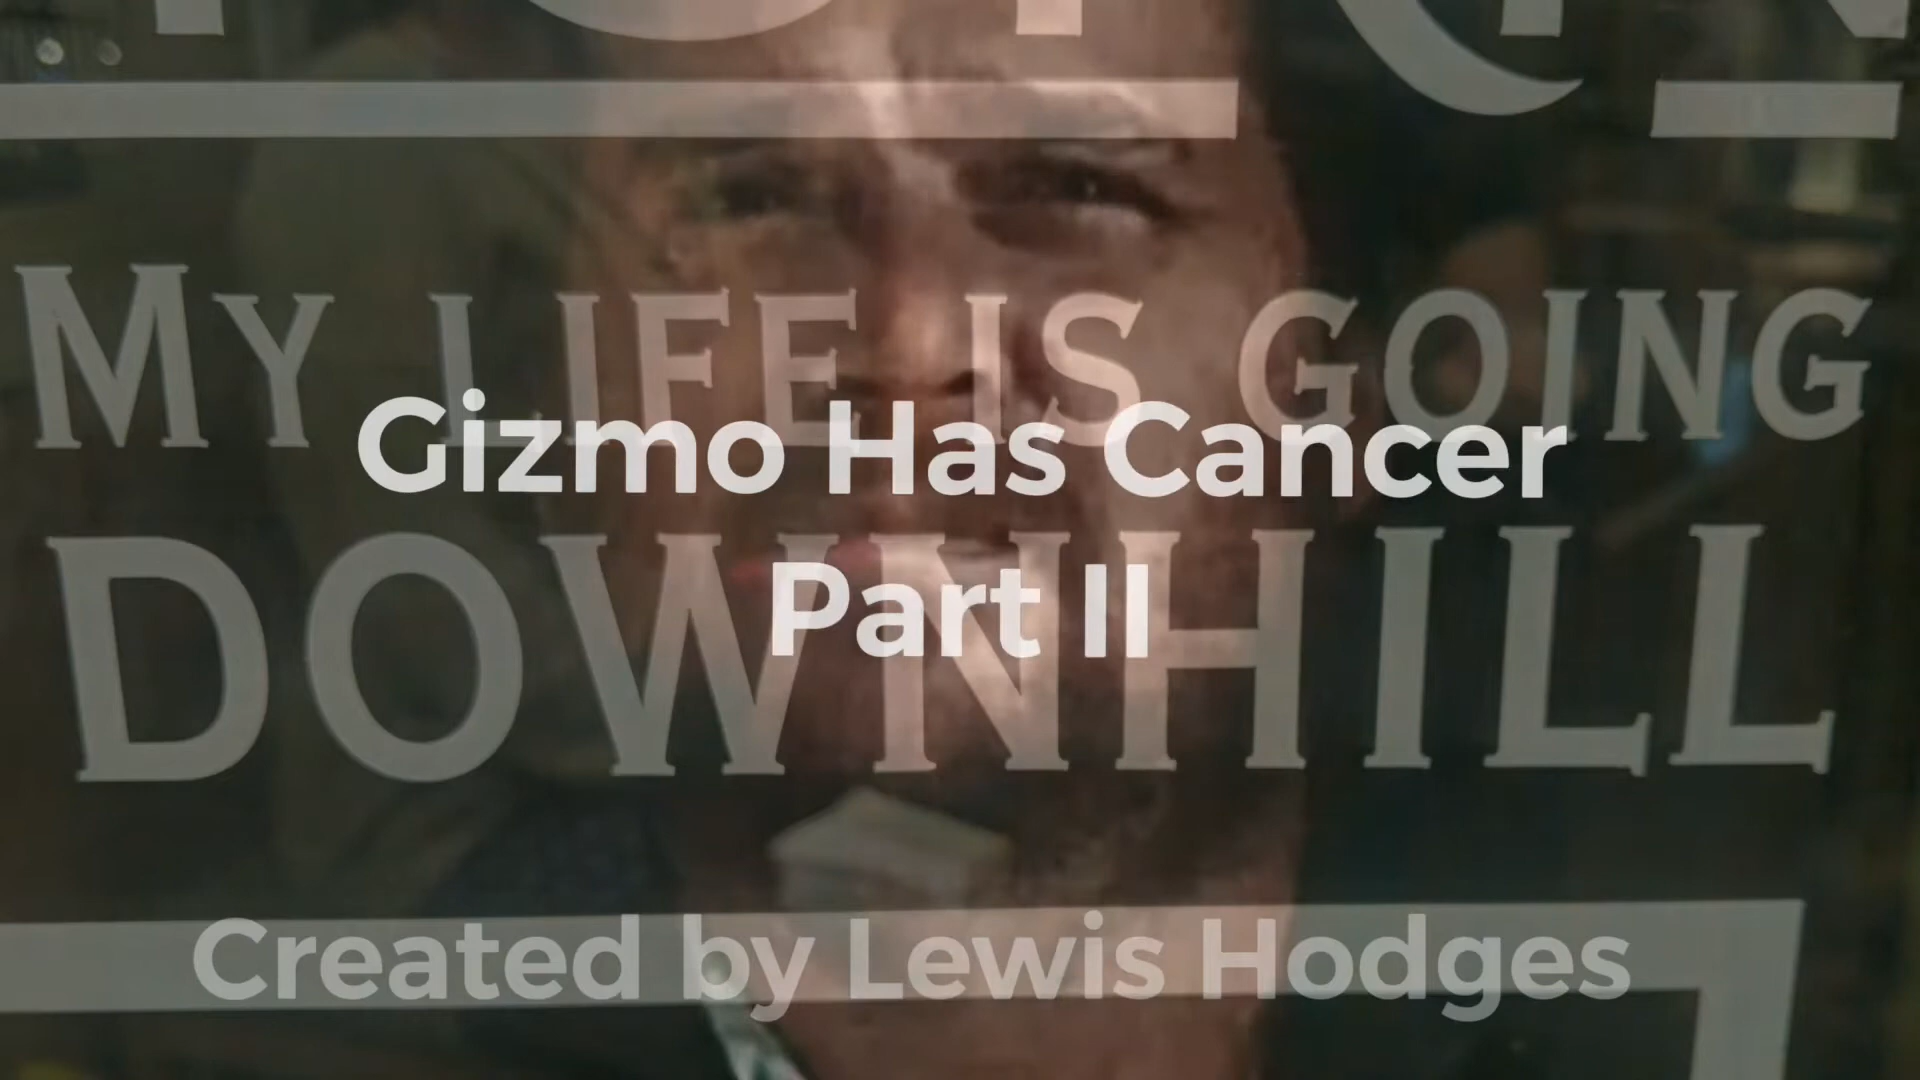 MY LIFE IS GOING
Gizmo Has Cancer
DOWNHILL
Part II
Created by Lewis Hodges